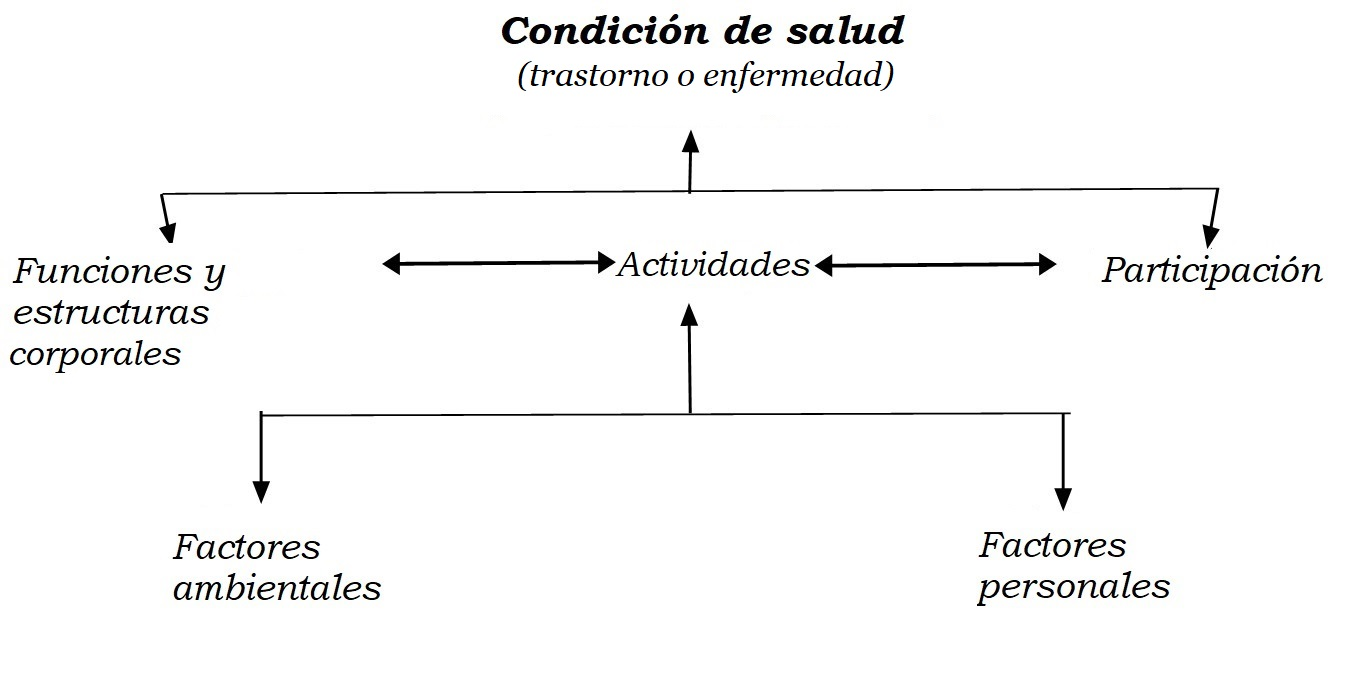 Condición de salud
(trastorno o enfermedad)
Funciones y
estructuras
corporales
Actividades
Participación
Factores
ambientales
Factores
personales